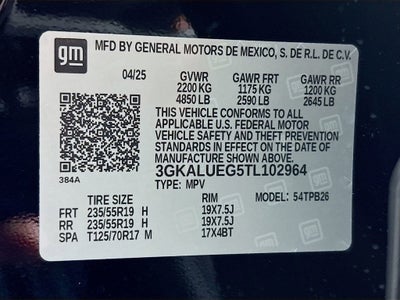 gm MFD BY GENERAL MOTORS DE MEXICO, S. DE R.L. DE C.V.
04/25 GVWR GAWR FRT GAWR RR
2200 KG 1175 KG 1200 KG
4850 LB 2590 LB 2645 LB
THIS VEHICLE CONFORMS TO ALL
APPLICABLE U.S. FEDERAL MOTOR
VEHICLE SAFETY AND THEFT PREVENTION
STANDARDS IN EFFECT ON THE DATE OF
MANUFACTURE SHOWN ABOVE.
384A 3GKALUEG5TL102964
TYPE: MPV MODEL: 54TPB26
TIRE SIZE RIM
FRT 235/55R19 H 19X7.5J
RR 235/55R19 H 19X7.5J
SPA T125/70R17 M 17X4BT